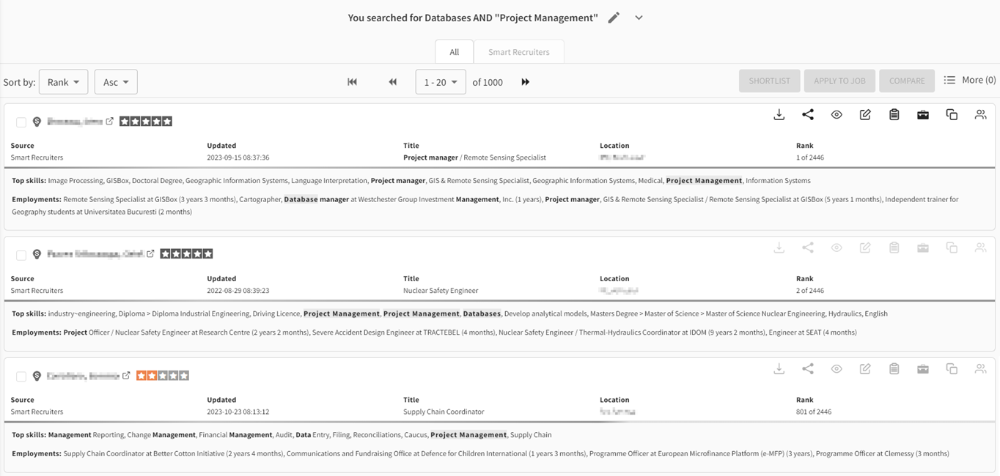 You searched for Databases AND "Project Management"
All Smart Recruiters
Sort by: Rank Asc 1 - 20 of 1000 SHORTLIST APPLY TO JOB COMPARE More (0)
Source Updated Title Location Rank
Smart Recruiters 2023-09-15 08:37:36 Project manager / Remote Sensing Specialist 1 of 2446
Top skills: Image Processing, GISBox, Doctoral Degree, Geographic Information Systems, Language Interpretation, Project manager, GIS & Remote Sensing Specialist, Geographic Information Systems, Medical, Project Management, Information Systems
Employments: Remote Sensing Specialist at GISBox (3 years 3 months), Cartographer, Database manager at Westchester Group Investment Management, Inc. (1 years), Project manager, GIS & Remote Sensing Specialist / Remote Sensing Specialist at GISBox (5 years 1 months), Independent trainer for
Geography students at Universitatea Bucuresti (2 months)
Source Updated Title Location Rank
Smart Recruiters 2022-08-29 08:39:23 Nuclear Safety Engineer 2 of 2446
Top skills: industry~engineering, Diploma > Diploma Industrial Engineering, Driving Licence, Project Management, Project Management, Databases, Develop analytical models, Masters Degree > Master of Science > Master of Science Nuclear Engineering, Hydraulics, English
Employments: Project Officer / Nuclear Safety Engineer at Research Centre (2 years 2 months), Severe Accident Design Engineer at TRACTEBEL (4 months), Nuclear Safety Engineer / Thermal-Hydraulics Coordinator at IDOM (9 years 2 months), Engineer at SEAT (4 months)
Source Updated Title Location Rank
Smart Recruiters 2023-10-23 08:13:12 Supply Chain Coordinator 801 of 2446
Top skills: Management Reporting, Change Management, Financial Management, Audit, Data Entry, Filing, Reconciliations, Caucus, Project Management, Supply Chain
Employments: Supply Chain Coordinator at Better Cotton Initiative (2 years 4 months), Communications and Fundraising Office at Defence for Children International (1 years 3 months), Programme Officer at European Microfinance Platform (e-MFP) (3 years), Programme Officer at Clemessy (3 months)